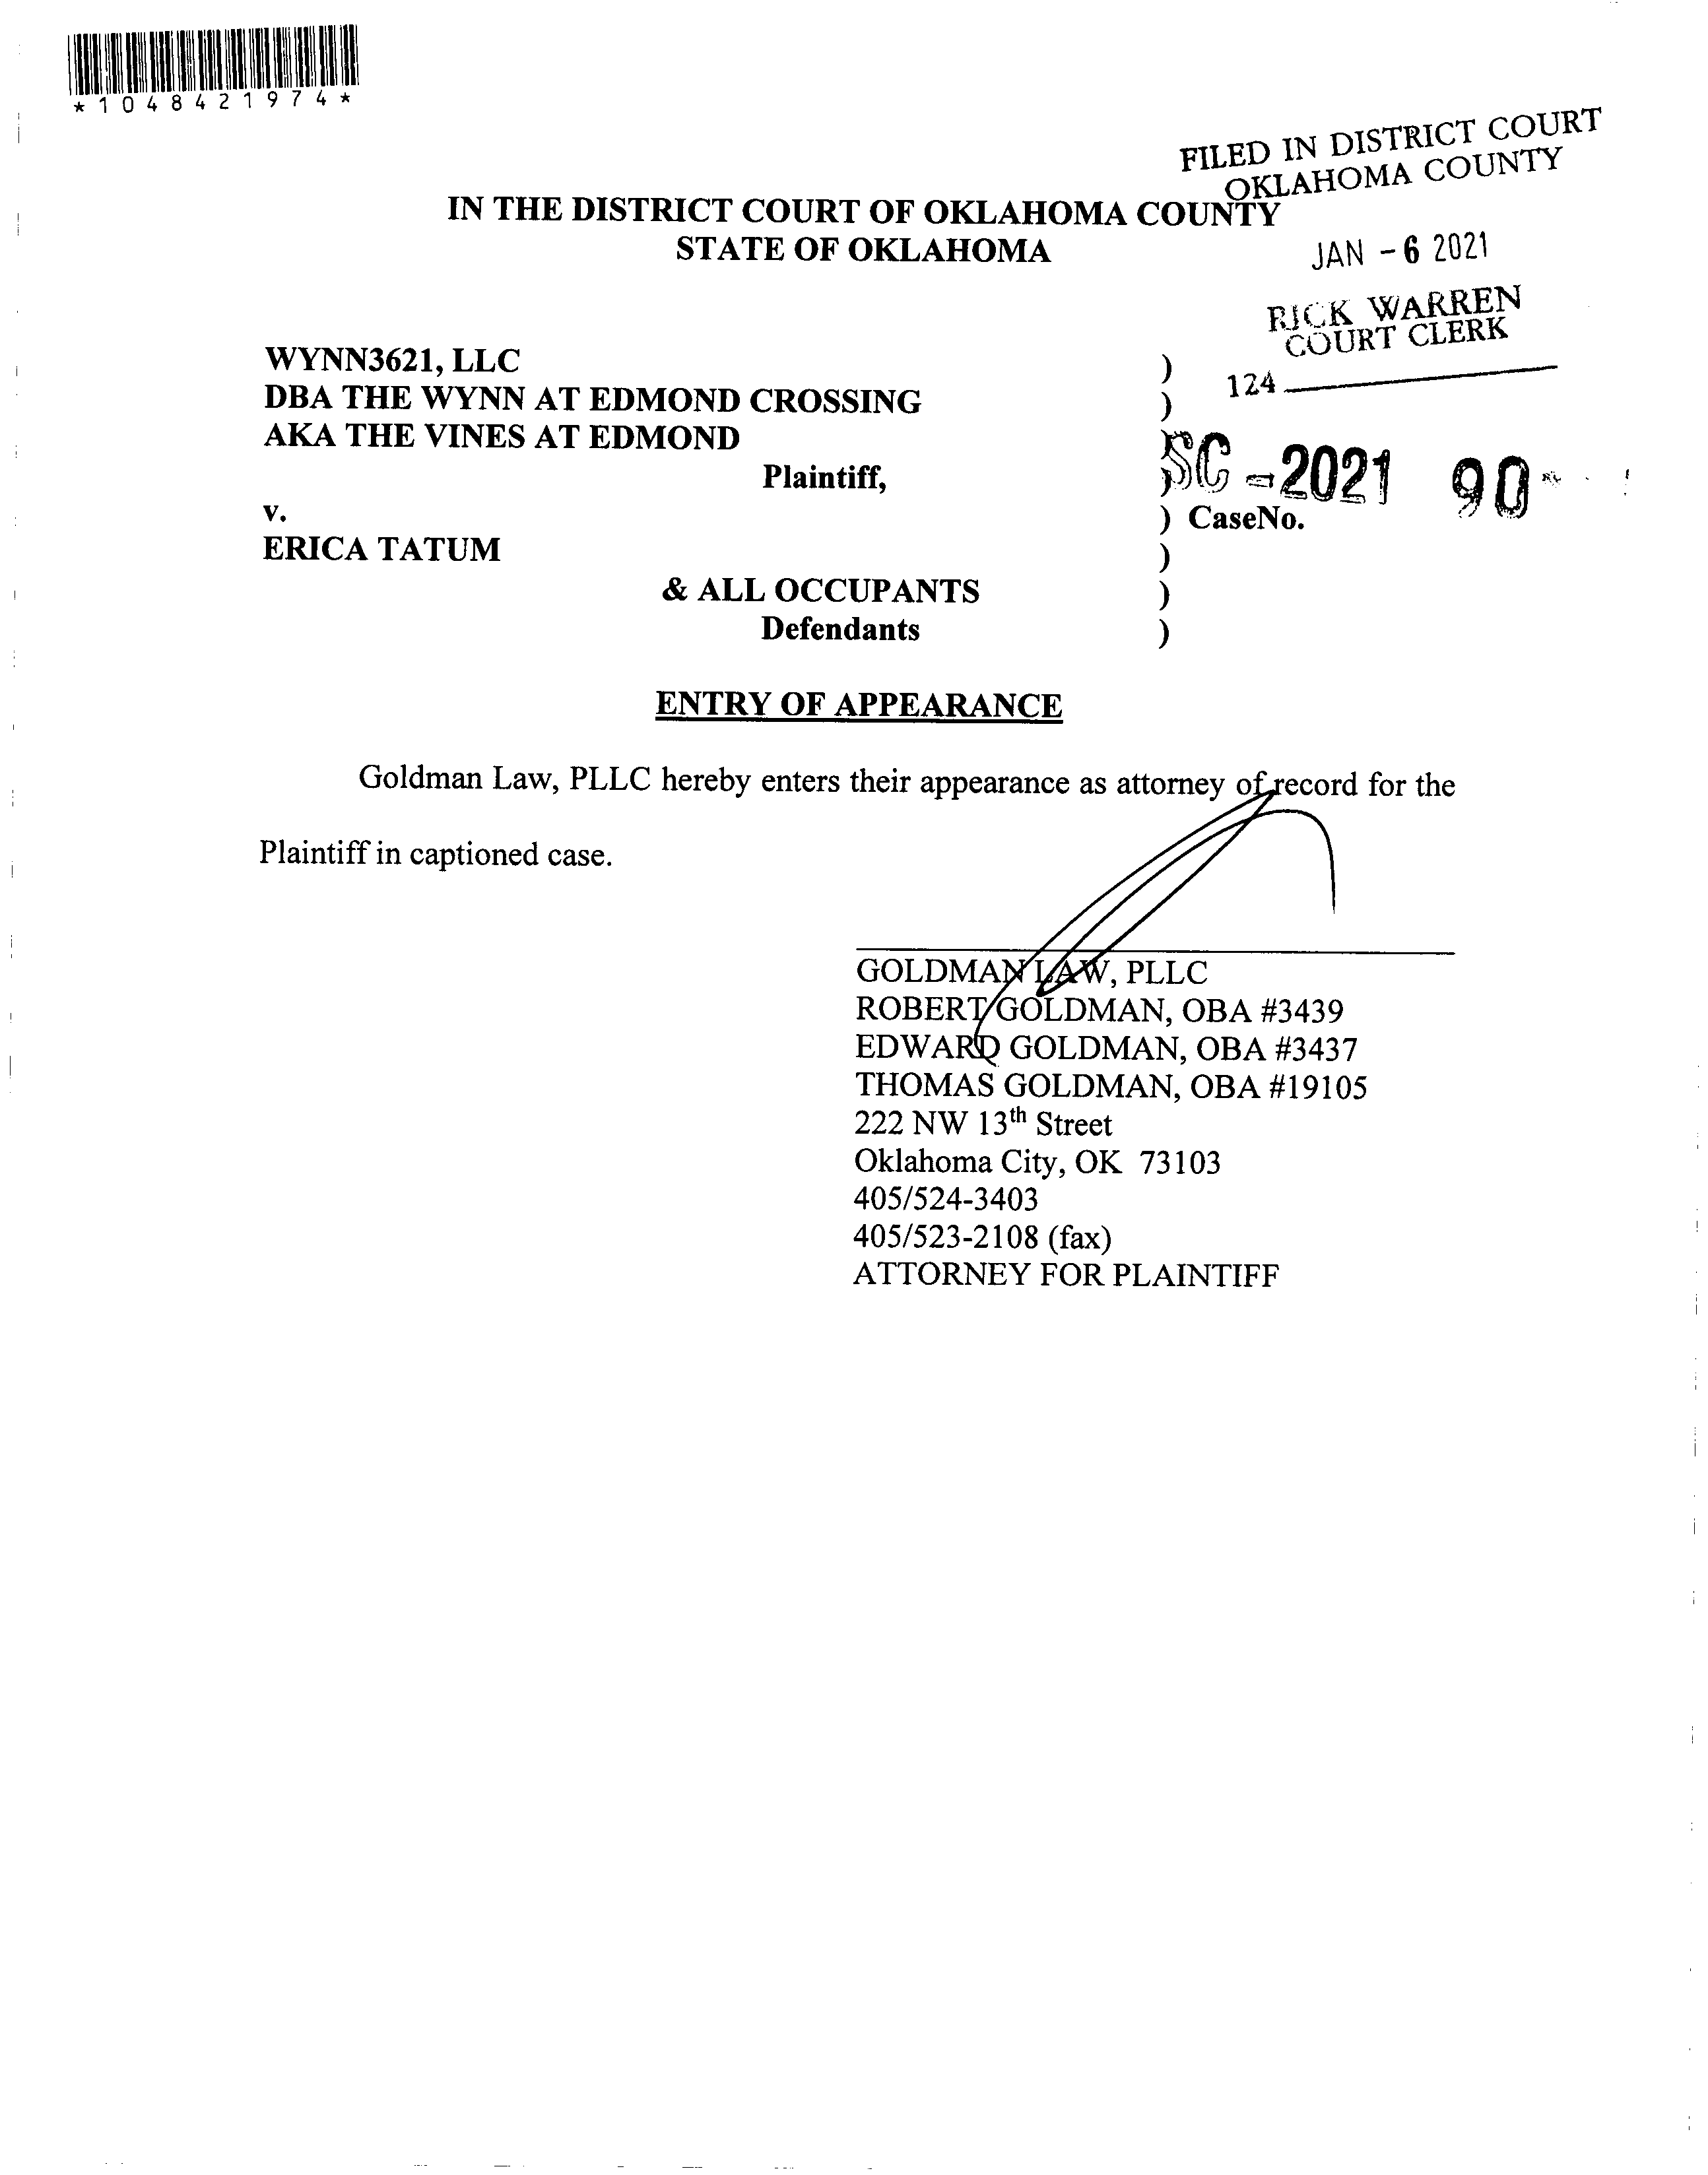 *1048421974*
FILED IN DISTRICT COURT
OKLAHOMA COUNTY
IN THE DISTRICT COURT OF OKLAHOMA COUNTY
STATE OF OKLAHOMA
JAN - 6 2021
RICK WARREN
COURT CLERK
124
WYNN3621, LLC )
DBA THE WYNN AT EDMOND CROSSING )
AKA THE VINES AT EDMOND )
Plaintiff, )
SC - 2021 90
v. ) CaseNo.
ERICA TATUM )
& ALL OCCUPANTS )
Defendants )
ENTRY OF APPEARANCE
Goldman Law, PLLC hereby enters their appearance as attorney of record for the
Plaintiff in captioned case.
GOLDMAN LAW, PLLC
ROBERT GOLDMAN, OBA #3439
EDWARD GOLDMAN, OBA #3437
THOMAS GOLDMAN, OBA #19105
222 NW 13th Street
Oklahoma City, OK 73103
405/524-3403
405/523-2108 (fax)
ATTORNEY FOR PLAINTIFF